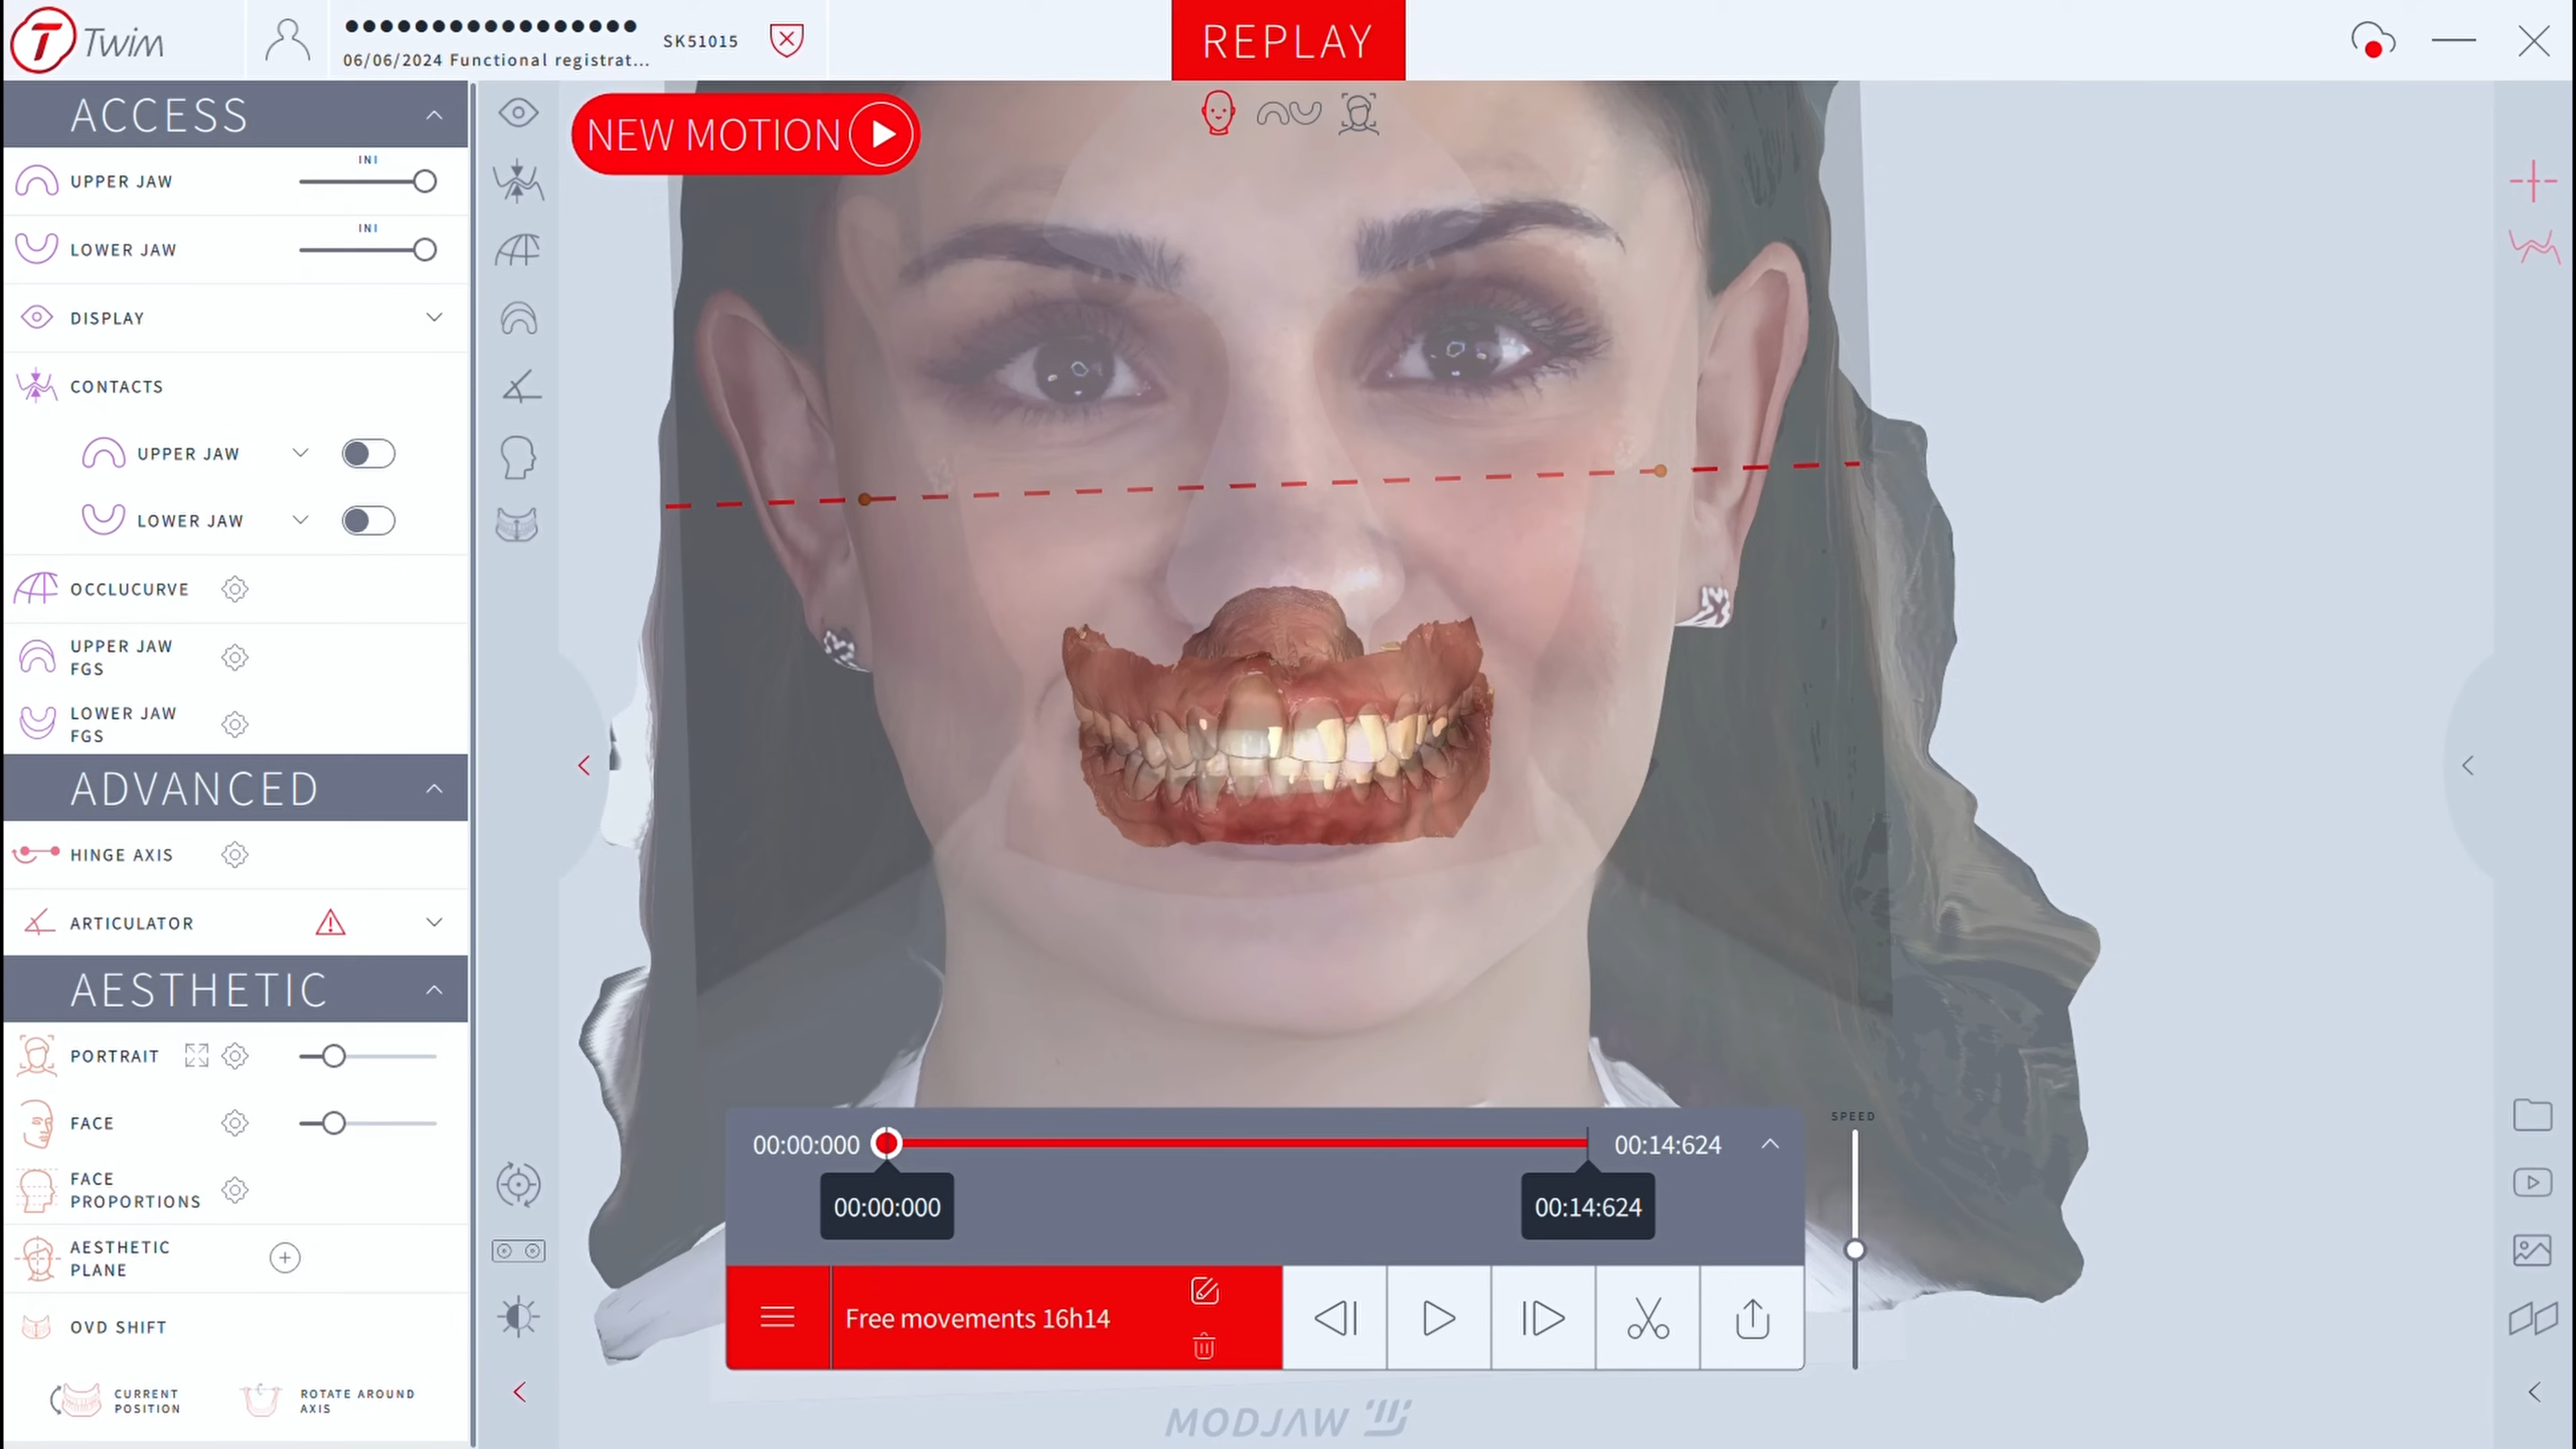 Twim
●●●●●●●●●●●●●●●●●
06/06/2024 Functional registrat...
SK51015
REPLAY
ACCESS
NEW MOTION
INI
UPPER JAW
INI
LOWER JAW
DISPLAY
CONTACTS
UPPER JAW
LOWER JAW
OCCLUCURVE
UPPER JAW
FGS
LOWER JAW
FGS
ADVANCED
HINGE AXIS
ARTICULATOR
AESTHETIC
PORTRAIT
FACE
FACE
PROPORTIONS
AESTHETIC
PLANE
OVD SHIFT
CURRENT
POSITION
ROTATE AROUND
AXIS
00:00:000
00:14:624
SPEED
00:00:000
00:14:624
Free movements 16h14
MODJAW